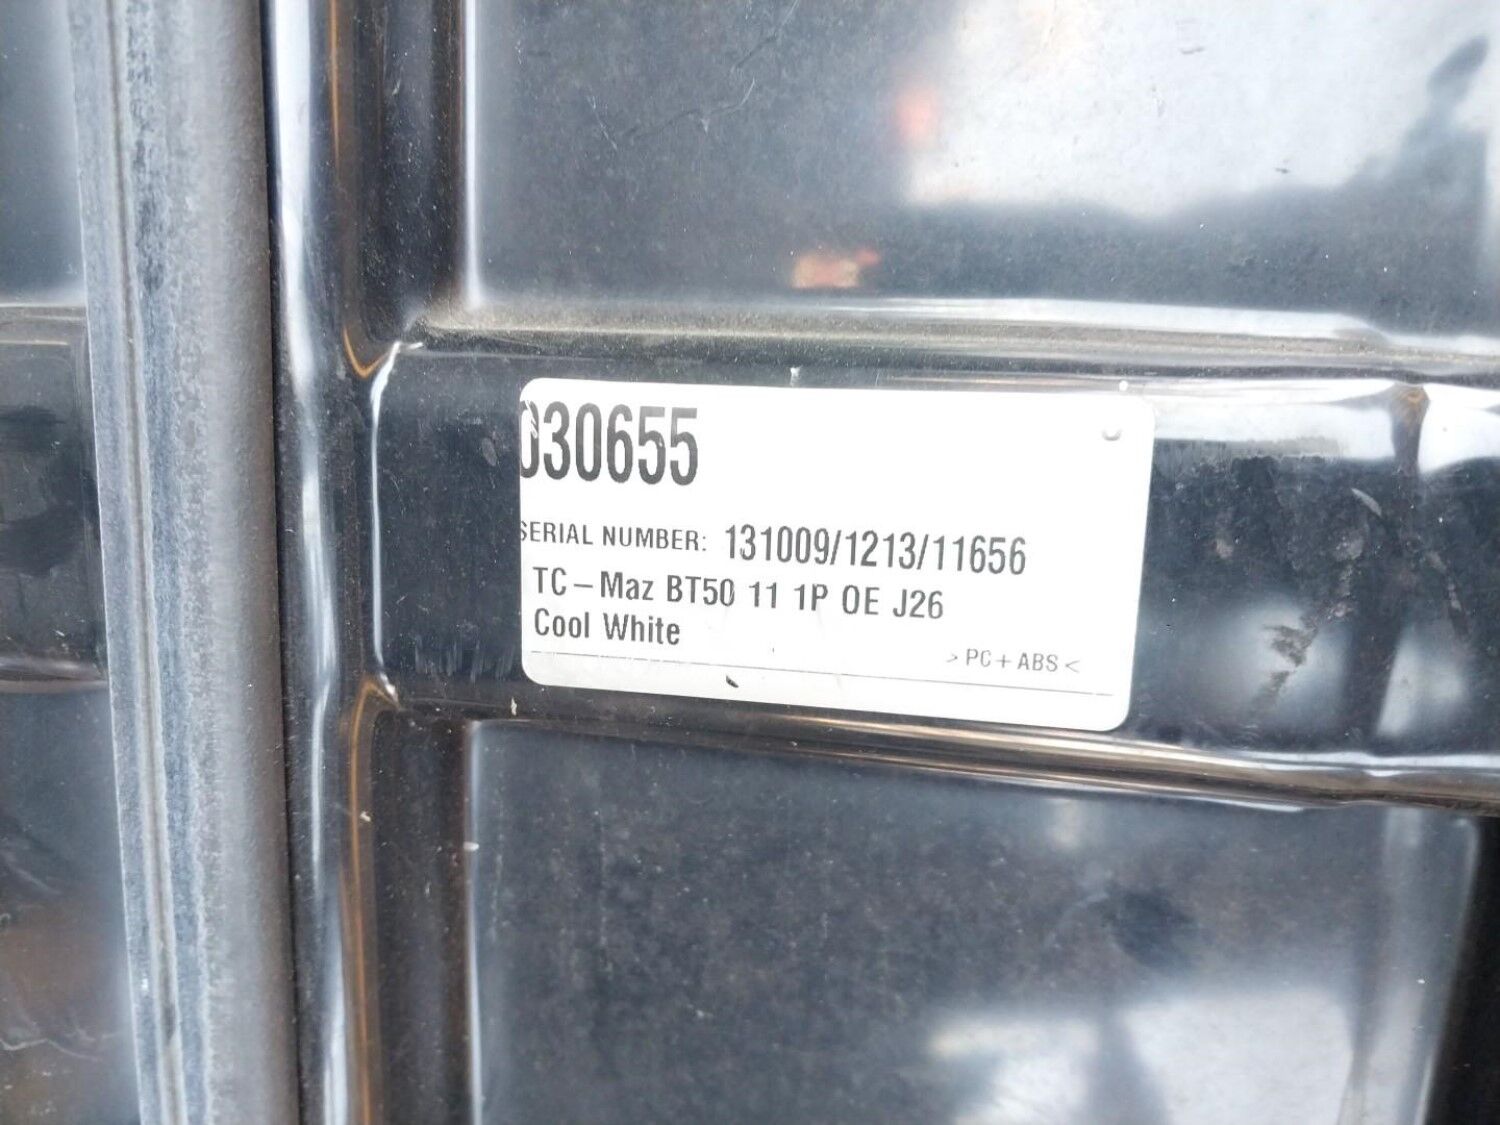 030655
SERIAL NUMBER: 131009/1213/11656
TC-Maz BT50 11 1P OE J26
Cool White
>PC+ABS<